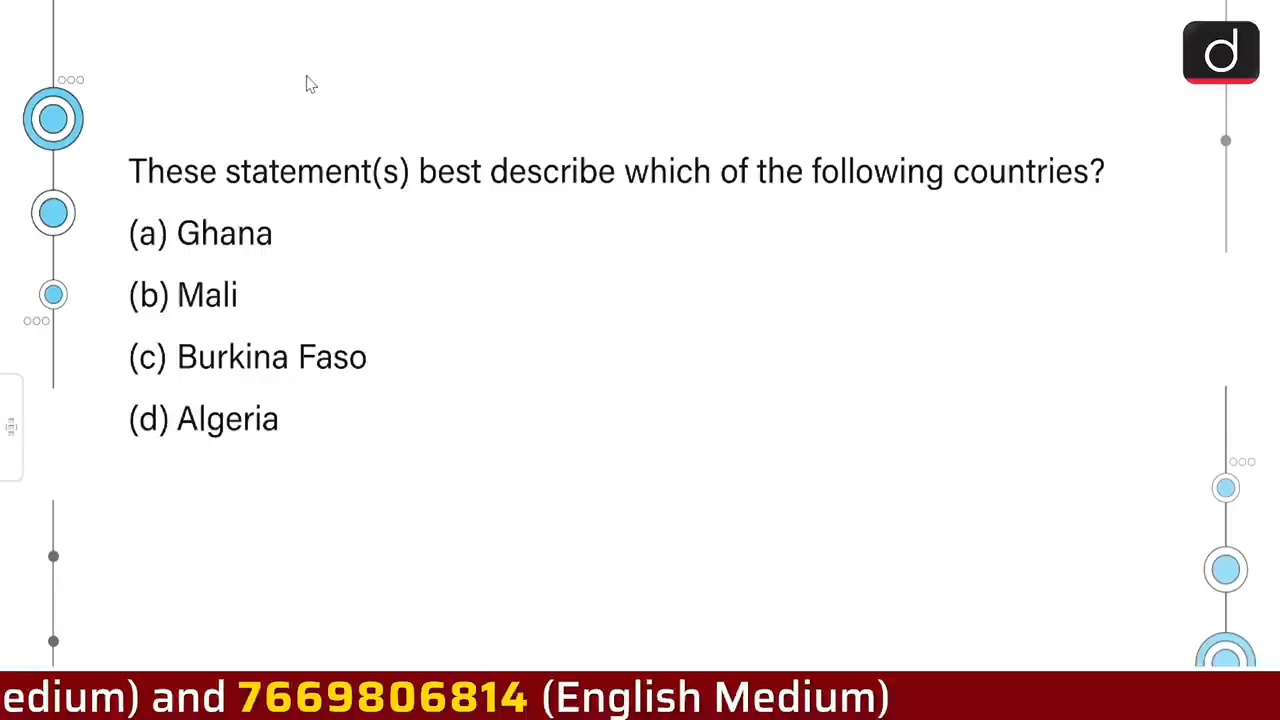 d
These statement(s) best describe which of the following countries?
(a) Ghana
(b) Mali
(c) Burkina Faso
(d) Algeria
edium) and 7669806814 (English Medium)